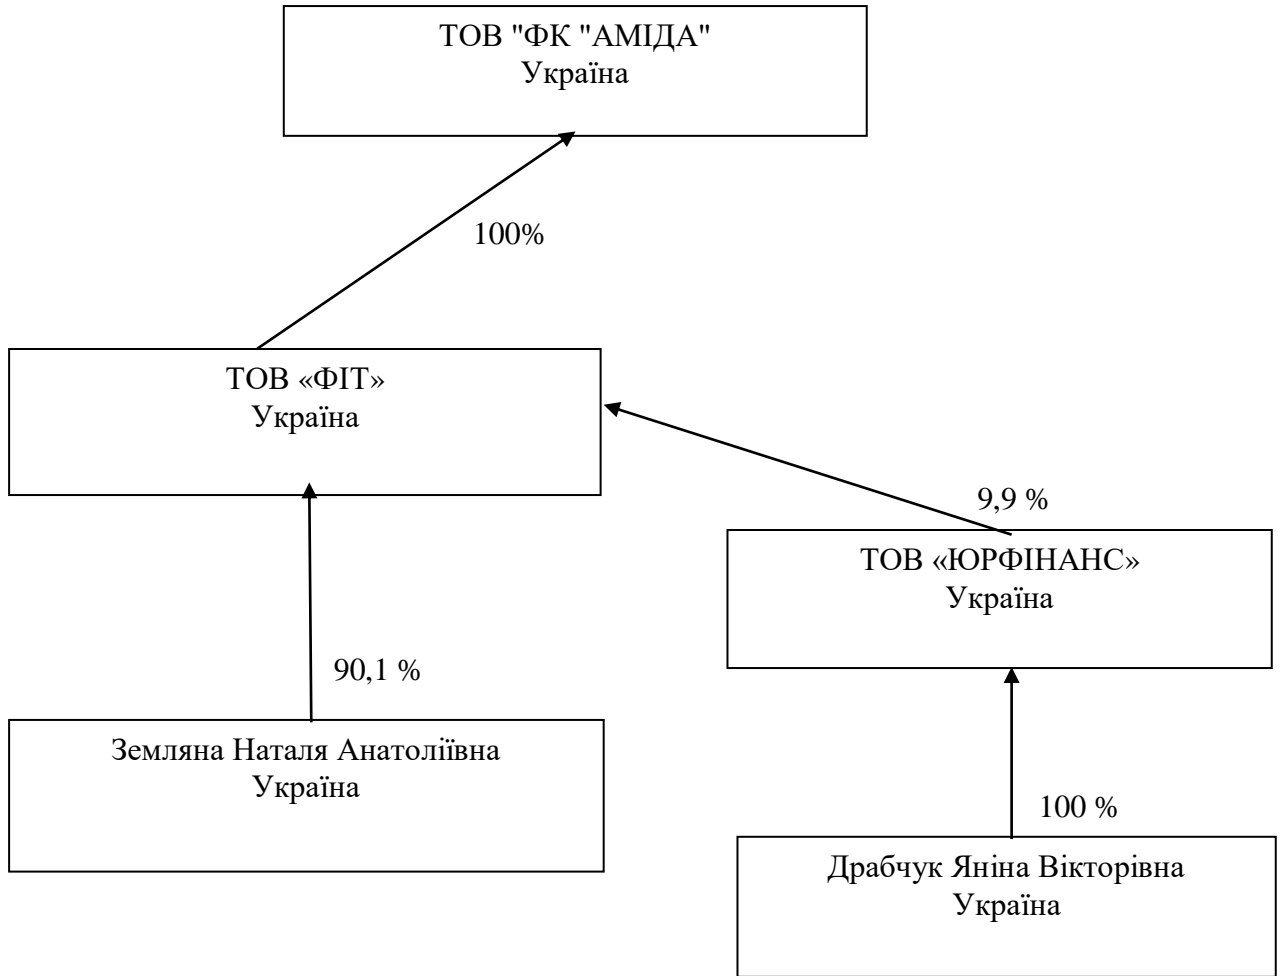 ТОВ "ФК "АМІДА"
Україна
100%
ТОВ «ФІТ»
Україна
9,9 %
ТОВ «ЮРФІНАНС»
Україна
90,1 %
Земляна Наталя Анатоліївна
Україна
100 %
Драбчук Яніна Вікторівна
Україна